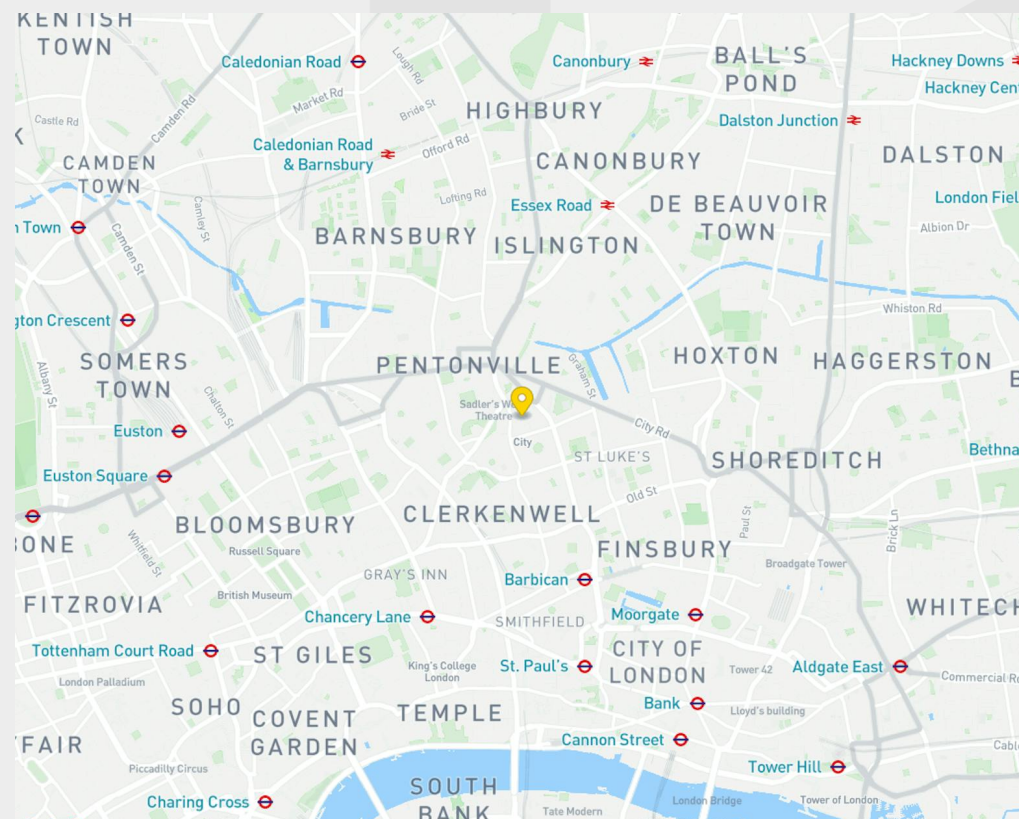 KENTISH
TOWN
Caledonian Road
Lough Rd
Canonbury
BALL'S
POND
Hackney Downs
Hackney Cent
Market Rd
Bride St
HIGHBURY
Camden Rd
Castle Rd
K
Dalston Junction
Caledonian Road
& Barnsbury
Offord Rd
CAMDEN
TOWN
CANONBURY
DALSTON
Lofting Rd
Essex Road
DE BEAUVOIR
TOWN
London Fiel
Camley St
n Town
Camden St
BARNSBURY
ISLINGTON
Albion Dr
gton Crescent
Whiston Rd
SOMERS
TOWN
Albany St
PENTONVILLE
Graham St
HOXTON
HAGGERSTON
Chalton St
Sadler's We
Theatre
B
Euston
City
City Rd
ST LUKE'S
SHOREDITCH
Bethna
Euston Square
Old St
BLOOMSBURY
CLERKENWELL
Paul St
Brick Ln
BONE
Whitfield St
Russell Square
FINSBURY
Broadgate Tower
GRAY'S INN
Barbican
British Museum
FITZROVIA
Chancery Lane
SMITHFIELD
Moorgate
WHITECH
Tottenham Court Road
ST GILES
King's College
London
St. Paul's
CITY OF
LONDON
Tower 42
Aldgate East
Commercial Ro
London Palladium
SOHO
COVENT
GARDEN
TEMPLE
Bank
Lloyd's building
YFAIR
Cannon Street
Cabl
Piccadilly Circus
Tower Hill
SOUTH
BANK
Charing Cross
Tate Modern
London Bridge
Tower of London